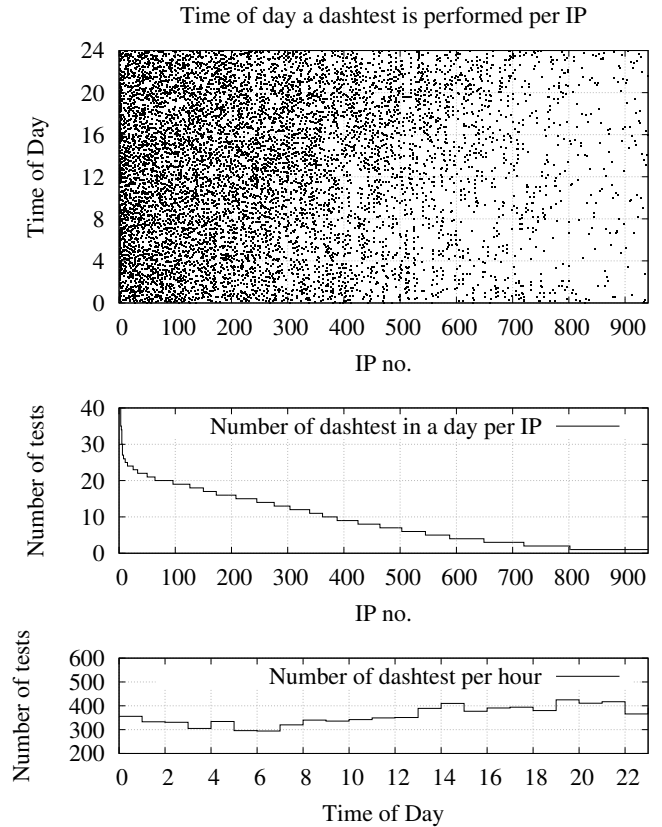 Time of day a dashtest is performed per IP
24
20
16
12
8
4
0
Time of Day
0 100 200 300 400 500 600 700 800 900
IP no.
40
30
20
10
0
Number of tests
Number of dashtest in a day per IP
0 100 200 300 400 500 600 700 800 900
IP no.
600
500
400
300
200
Number of tests
Number of dashtest per hour
0 2 4 6 8 10 12 14 16 18 20 22
Time of Day